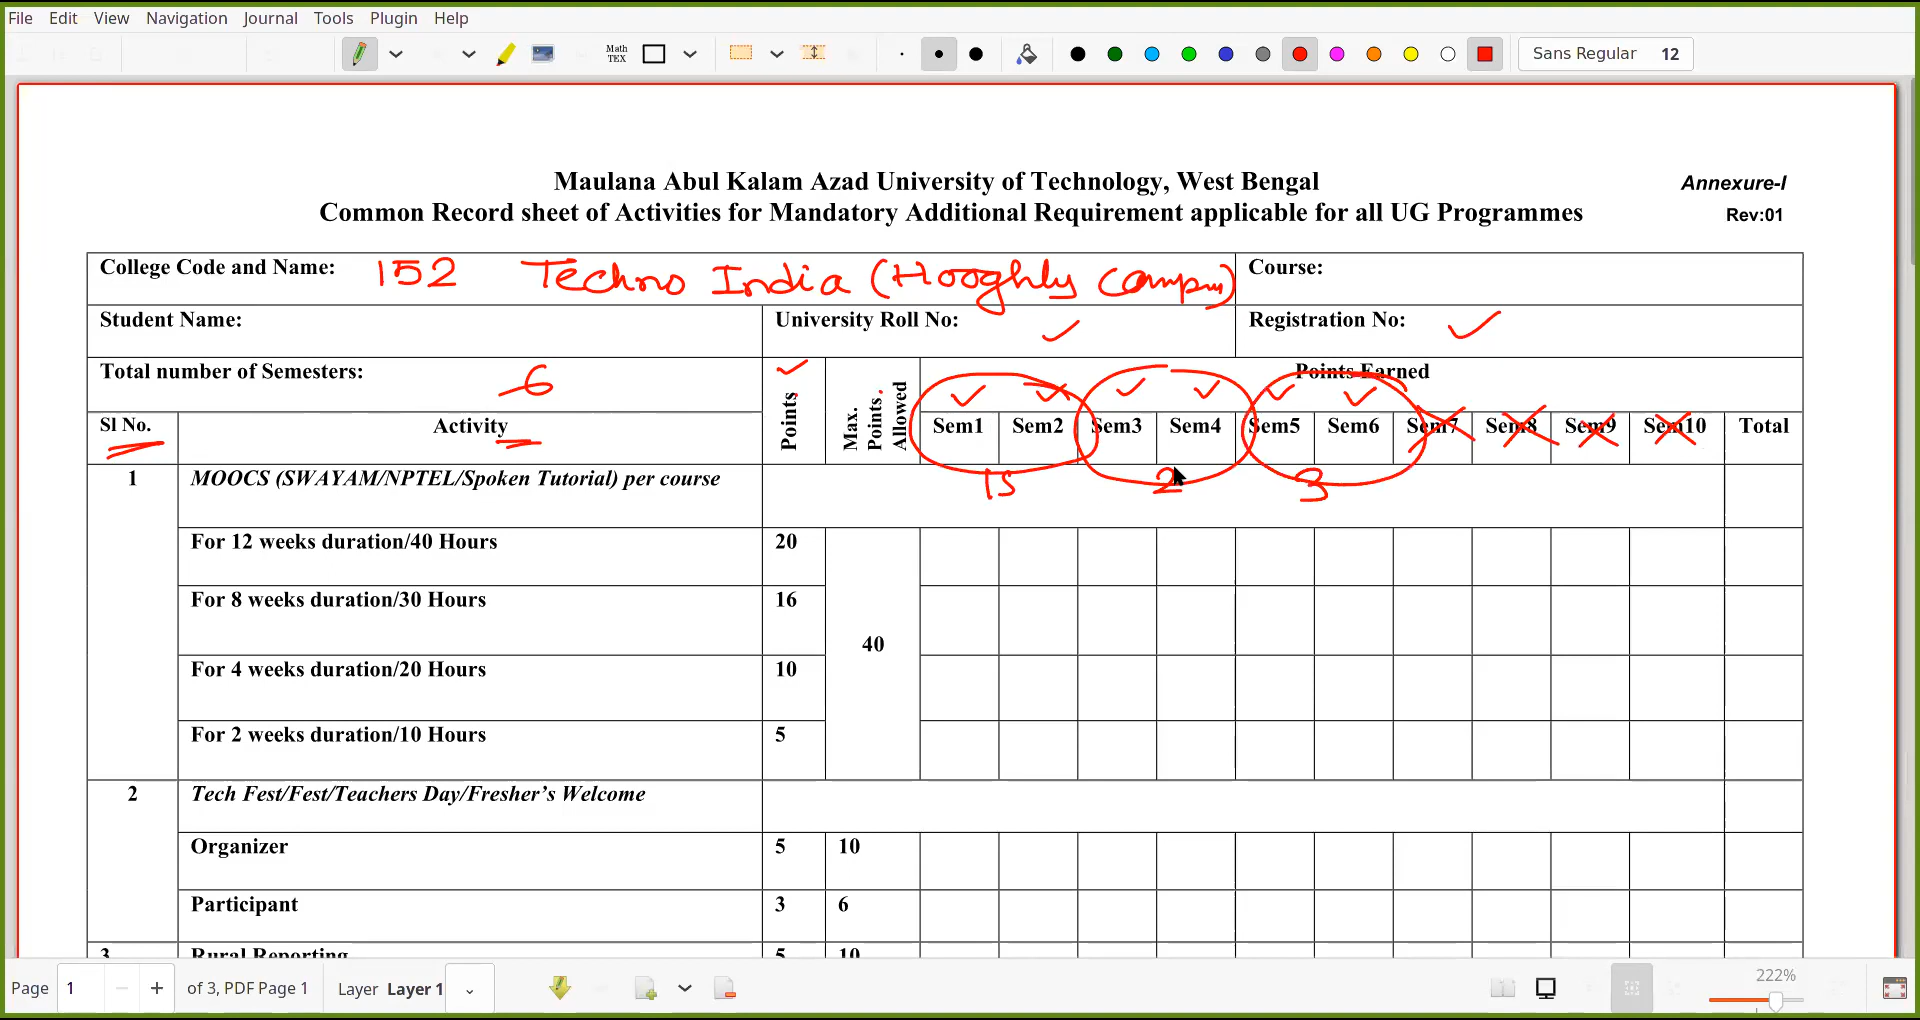 File Edit View Navigation Journal Tools Plugin Help
Math TEX Sans Regular 12
Maulana Abul Kalam Azad University of Technology, West Bengal
Annexure-I
Common Record sheet of Activities for Mandatory Additional Requirement applicable for all UG Programmes
Rev:01
College Code and Name: 152 Techno India (Hooghly Campus) Course:
Student Name: University Roll No: Registration No:
Total number of Semesters: 6 Points Max. Points Allowed Points Earned
Sl No. Activity Sem1 Sem2 Sem3 Sem4 Sem5 Sem6 Sem7 Sem8 Sem9 Sem10 Total
1 MOOCS (SWAYAM/NPTEL/Spoken Tutorial) per course 1S 2 3
For 12 weeks duration/40 Hours 20
For 8 weeks duration/30 Hours 16
40
For 4 weeks duration/20 Hours 10
For 2 weeks duration/10 Hours 5
2 Tech Fest/Fest/Teachers Day/Fresher's Welcome
Organizer 5 10
Participant 3 6
3 Rural Reporting 5 10
Page 1 of 3, PDF Page 1 Layer Layer 1 222%